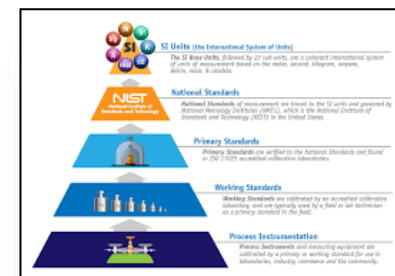 SI
SI Units (the International System of Units)
The SI Base Units, followed by 22 sub-units, are a coherent international system
of units of measurement based on the meter, second, kilogram, ampere,
kelvin, mole, & candela.
NIST
National Institute of
Standards and Technology
National Standards
National Standards of measurement are traced to the SI units and governed by
National Metrology Institutes (NMI's), which is the National Institute of
Standards and Technology (NIST) in the United States.
Primary Standards
Primary Standards are verified to the National Standards and found
in ISO 17025 accredited calibration laboratories.
Working Standards
Working Standards are calibrated by an accredited calibration
laboratory, and are typically used by a field or lab technician
as a primary standard in the field.
Process Instrumentation
Process Instruments and measuring equipment are
calibrated by a primary or working standard for use in
laboratories, industry, commerce and the community.